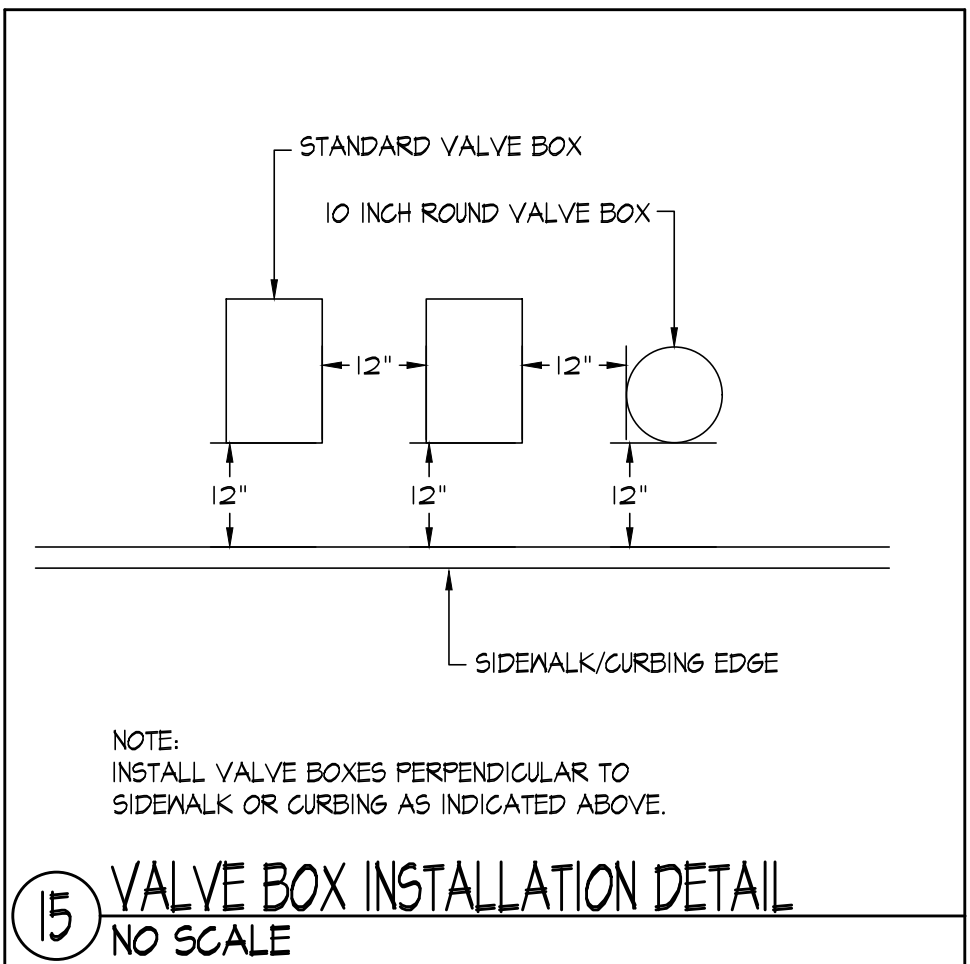 STANDARD VALVE BOX
10 INCH ROUND VALVE BOX
12" 12"
12" 12" 12"
SIDEWALK/CURBING EDGE
NOTE:
INSTALL VALVE BOXES PERPENDICULAR TO
SIDEWALK OR CURBING AS INDICATED ABOVE.
15 VALVE BOX INSTALLATION DETAIL
NO SCALE